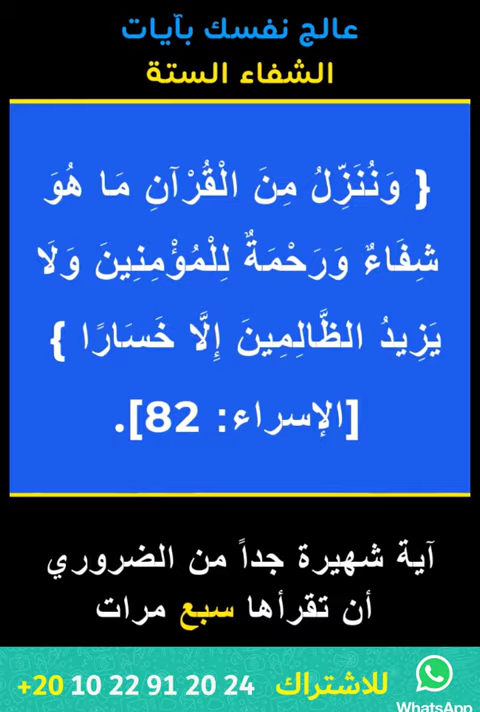 عالج نفسك بآيات
الشفاء الستة
{ وَنُنَزِّلُ مِنَ الْقُرْآنِ مَا هُوَ
شِفَاءٌ وَرَحْمَةٌ لِلْمُؤْمِنِينَ وَلَا
يَزِيدُ الظَّالِمِينَ إِلَّا خَسَارًا }
[الإسراء: 82].
آية شهيرة جداً من الضروري
أن تقرأها سبع مرات
للاشتراك +20 10 22 91 20 24
WhatsApp